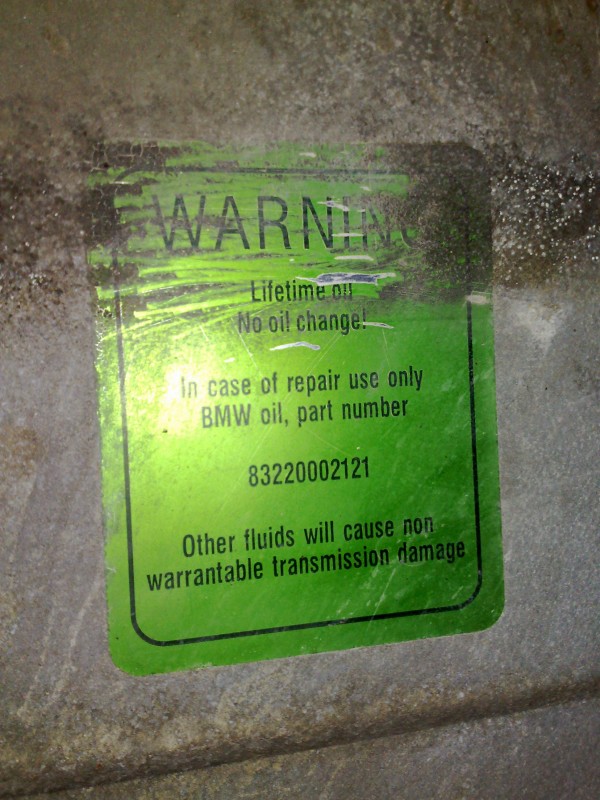 WARNING
Lifetime oil
No oil change!
In case of repair use only
BMW oil, part number
83220002121
Other fluids will cause non
warrantable transmission damage